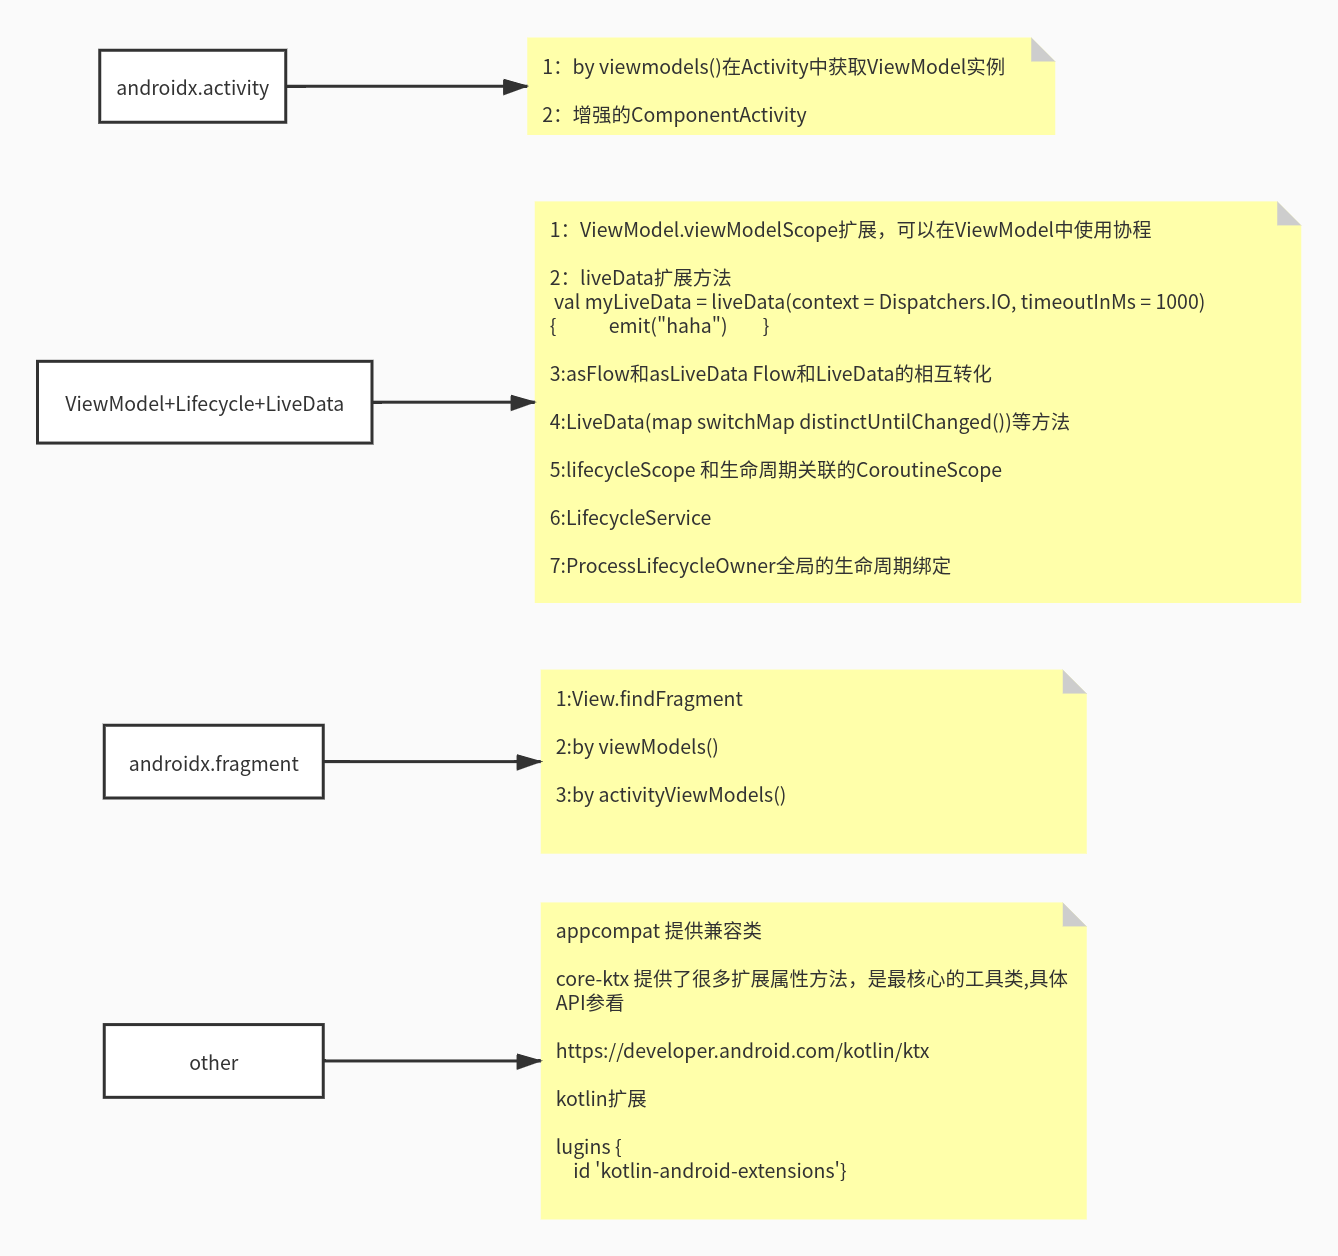 androidx.activity
1：by viewmodels()在Activity中获取ViewModel实例
2：增强的ComponentActivity
ViewModel+Lifecycle+LiveData
1：ViewModel.viewModelScope扩展，可以在ViewModel中使用协程
2：liveData扩展方法
val myLiveData = liveData(context = Dispatchers.IO, timeoutInMs = 1000)
{ emit("haha") }
3:asFlow和asLiveData Flow和LiveData的相互转化
4:LiveData(map switchMap distinctUntilChanged())等方法
5:lifecycleScope 和生命周期关联的CoroutineScope
6:LifecycleService
7:ProcessLifecycleOwner全局的生命周期绑定
androidx.fragment
1:View.findFragment
2:by viewModels()
3:by activityViewModels()
other
appcompat 提供兼容类
core-ktx 提供了很多扩展属性方法，是最核心的工具类,具体
API参看
https://developer.android.com/kotlin/ktx
kotlin扩展
lugins {
id 'kotlin-android-extensions'}